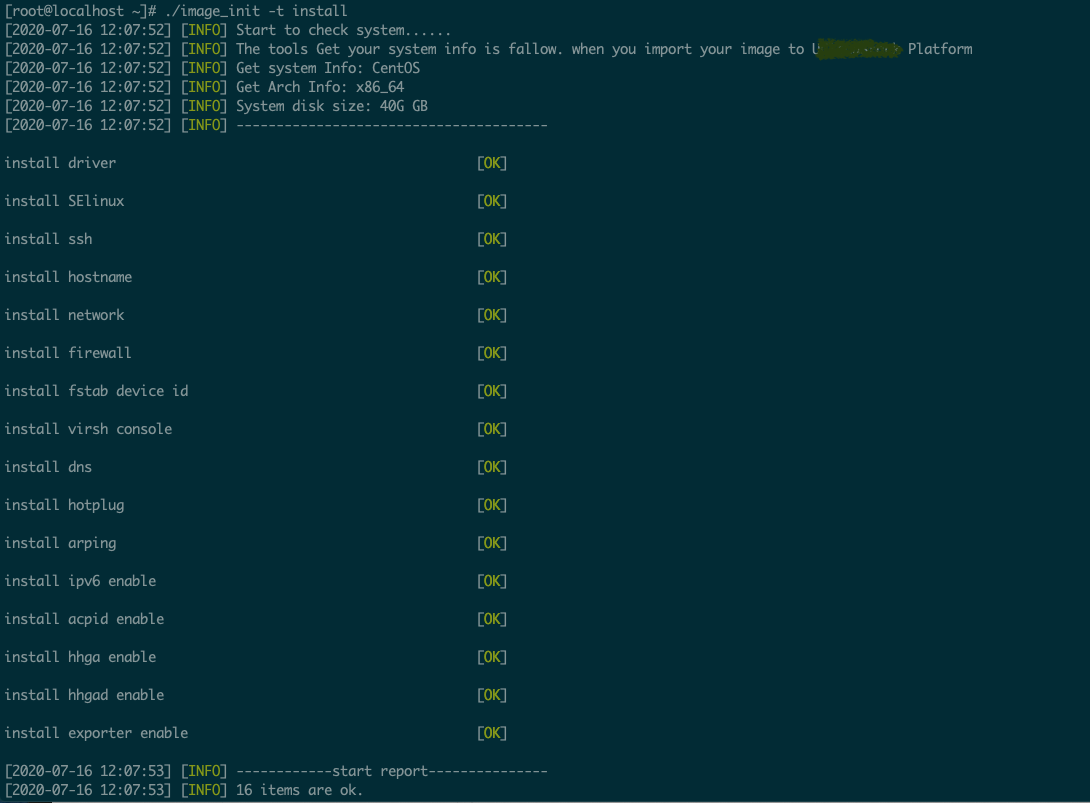 [root@localhost ~]# ./image_init -t install
[2020-07-16 12:07:52] [INFO] Start to check system......
[2020-07-16 12:07:52] [INFO] The tools Get your system info is fallow. when you import your image to Platform
[2020-07-16 12:07:52] [INFO] Get system Info: CentOS
[2020-07-16 12:07:52] [INFO] Get Arch Info: x86_64
[2020-07-16 12:07:52] [INFO] System disk size: 40G GB
[2020-07-16 12:07:52] [INFO] ---------------------------------------
install driver [OK]
install SElinux [OK]
install ssh [OK]
install hostname [OK]
install network [OK]
install firewall [OK]
install fstab device id [OK]
install virsh console [OK]
install dns [OK]
install hotplug [OK]
install arping [OK]
install ipv6 enable [OK]
install acpid enable [OK]
install hhga enable [OK]
install hhgad enable [OK]
install exporter enable [OK]
[2020-07-16 12:07:53] [INFO] ------------start report---------------
[2020-07-16 12:07:53] [INFO] 16 items are ok.